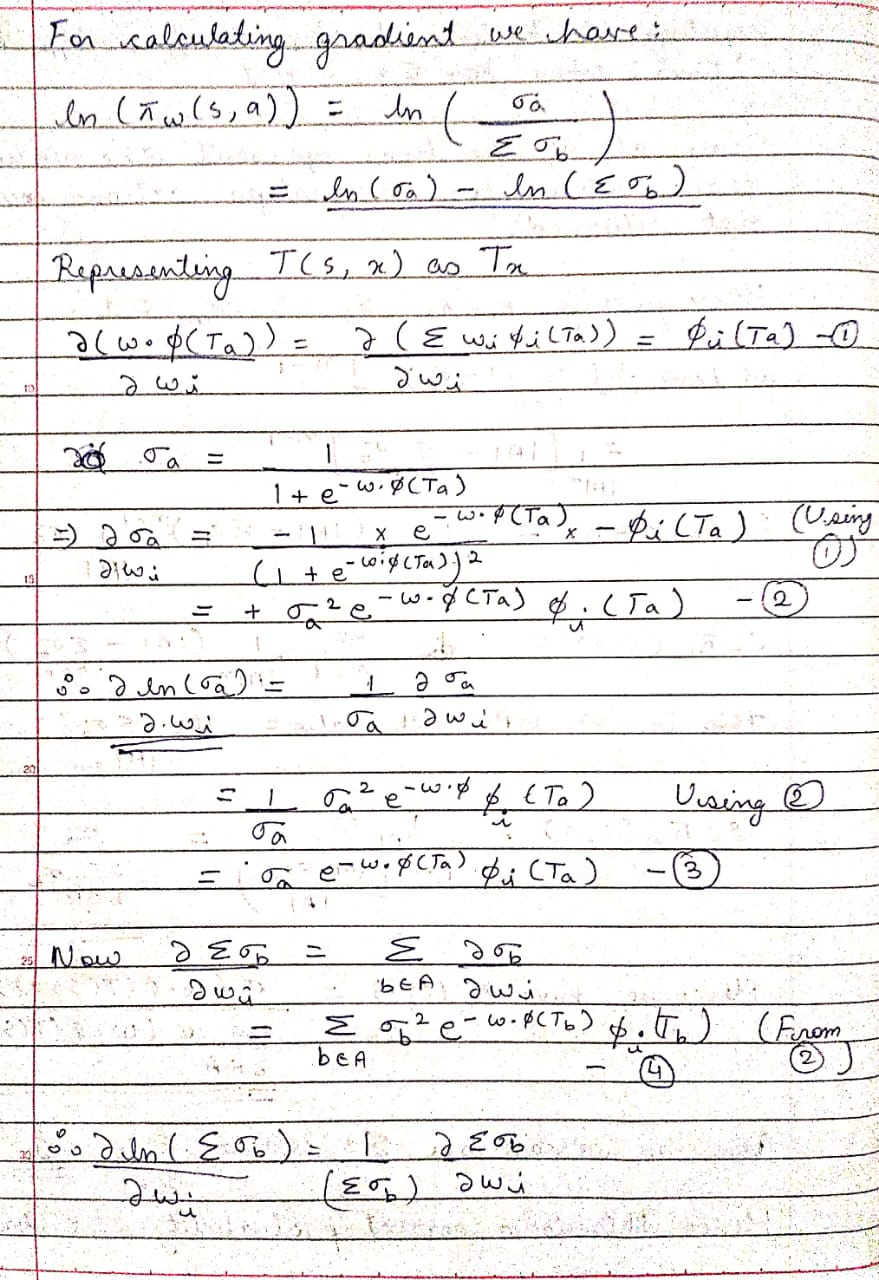 For calculating gradient we have:
ln (π_w(s, a)) = ln ( σ_a / Σ σ_b )
= ln (σ_a) - ln (Σ σ_b)
Representing T(s, x) as T_x
∂(w·φ(T_a)) / ∂w_i = ∂(Σ w_i φ_i(T_a)) / ∂w_i = φ_i(T_a) - ①
σ_a = 1 / (1 + e^{-w·φ(T_a)})
⇒ ∂σ_a / ∂w_i = -1 / (1 + e^{-w·φ(T_a)})² × e^{-w·φ(T_a)} × - φ_i(T_a) (Using ①)
= + σ_a² e^{-w·φ(T_a)} φ_i(T_a) - ②
∴ ∂ ln(σ_a) / ∂w_i = 1/σ_a ∂σ_a / ∂w_i
= 1/σ_a σ_a² e^{-w·φ} φ_i(T_a) Using ②
= σ_a e^{-w·φ(T_a)} φ_i(T_a) - ③
Now ∂ Σ σ_b / ∂w_i = Σ_{b∈A} ∂σ_b / ∂w_i
= Σ_{b∈A} σ_b² e^{-w·φ(T_b)} φ_i(T_b) (From ②) - ④
∴ ∂ ln(Σ σ_b) / ∂w_i = 1 / (Σ σ_b) ∂ Σ σ_b / ∂w_i